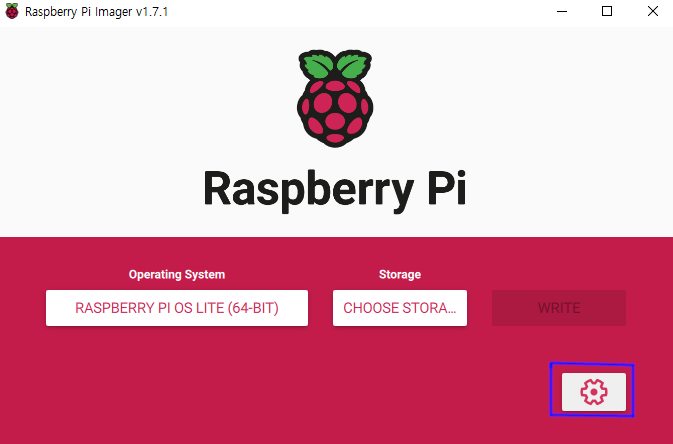 Raspberry Pi Imager v1.7.1
Raspberry Pi
Operating System
Storage
RASPBERRY PI OS LITE (64-BIT)
CHOOSE STORA...
WRITE